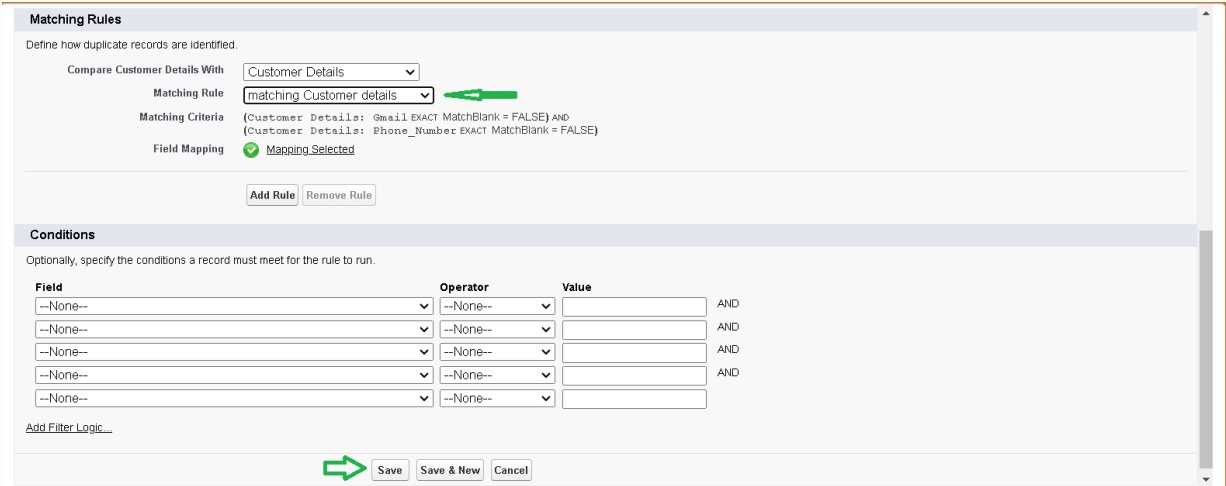 Matching Rules
Define how duplicate records are identified.
Compare Customer Details With Customer Details
Matching Rule matching Customer details
Matching Criteria (Customer Details: Gmail EXACT MatchBlank = FALSE) AND
(Customer Details: Phone_Number EXACT MatchBlank = FALSE)
Field Mapping Mapping Selected
Add Rule Remove Rule
Conditions
Optionally, specify the conditions a record must meet for the rule to run.
Field Operator Value
--None-- --None-- AND
--None-- --None-- AND
--None-- --None-- AND
--None-- --None-- AND
--None-- --None--
Add Filter Logic...
Save Save & New Cancel